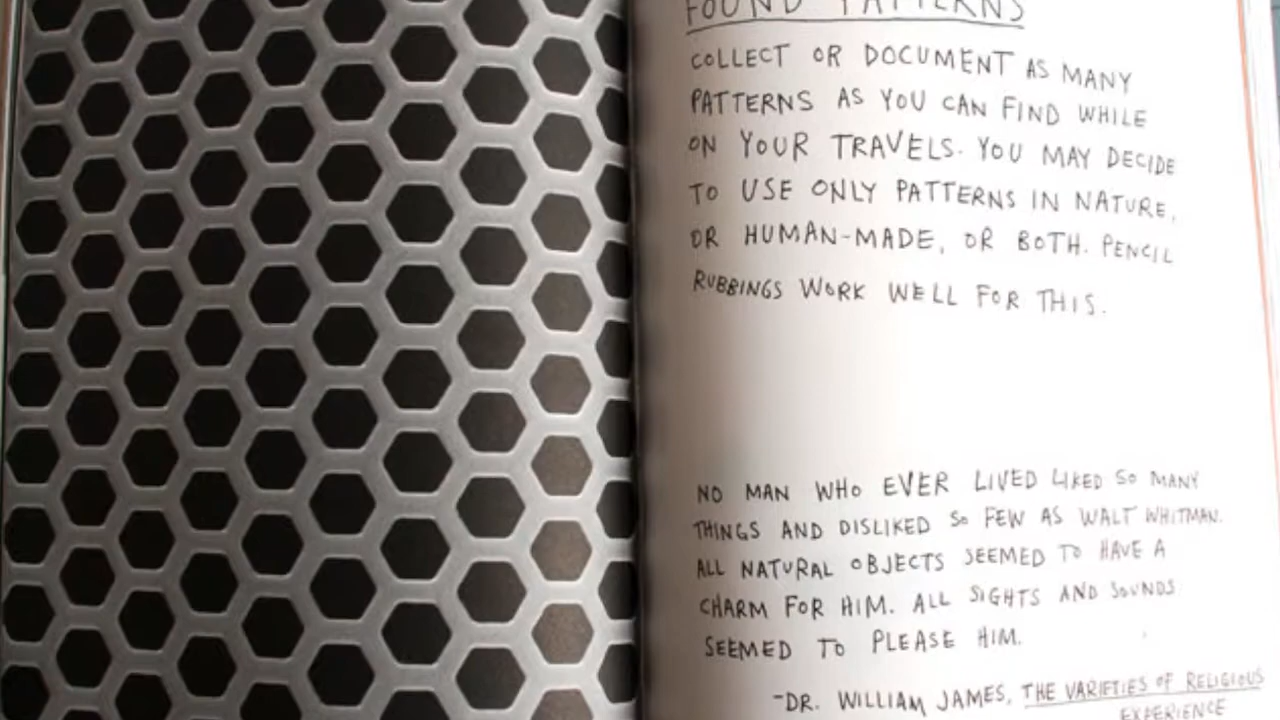 FOUND PATTERNS
COLLECT OR DOCUMENT AS MANY
PATTERNS AS YOU CAN FIND WHILE
ON YOUR TRAVELS. YOU MAY DECIDE
TO USE ONLY PATTERNS IN NATURE,
OR HUMAN-MADE, OR BOTH. PENCIL
RUBBINGS WORK WELL FOR THIS.
NO MAN WHO EVER LIVED LIKED SO MANY
THINGS AND DISLIKED SO FEW AS WALT WHITMAN.
ALL NATURAL OBJECTS SEEMED TO HAVE A
CHARM FOR HIM. ALL SIGHTS AND SOUNDS
SEEMED TO PLEASE HIM.
-DR. WILLIAM JAMES, THE VARIETIES OF RELIGIOUS
EXPERIENCE